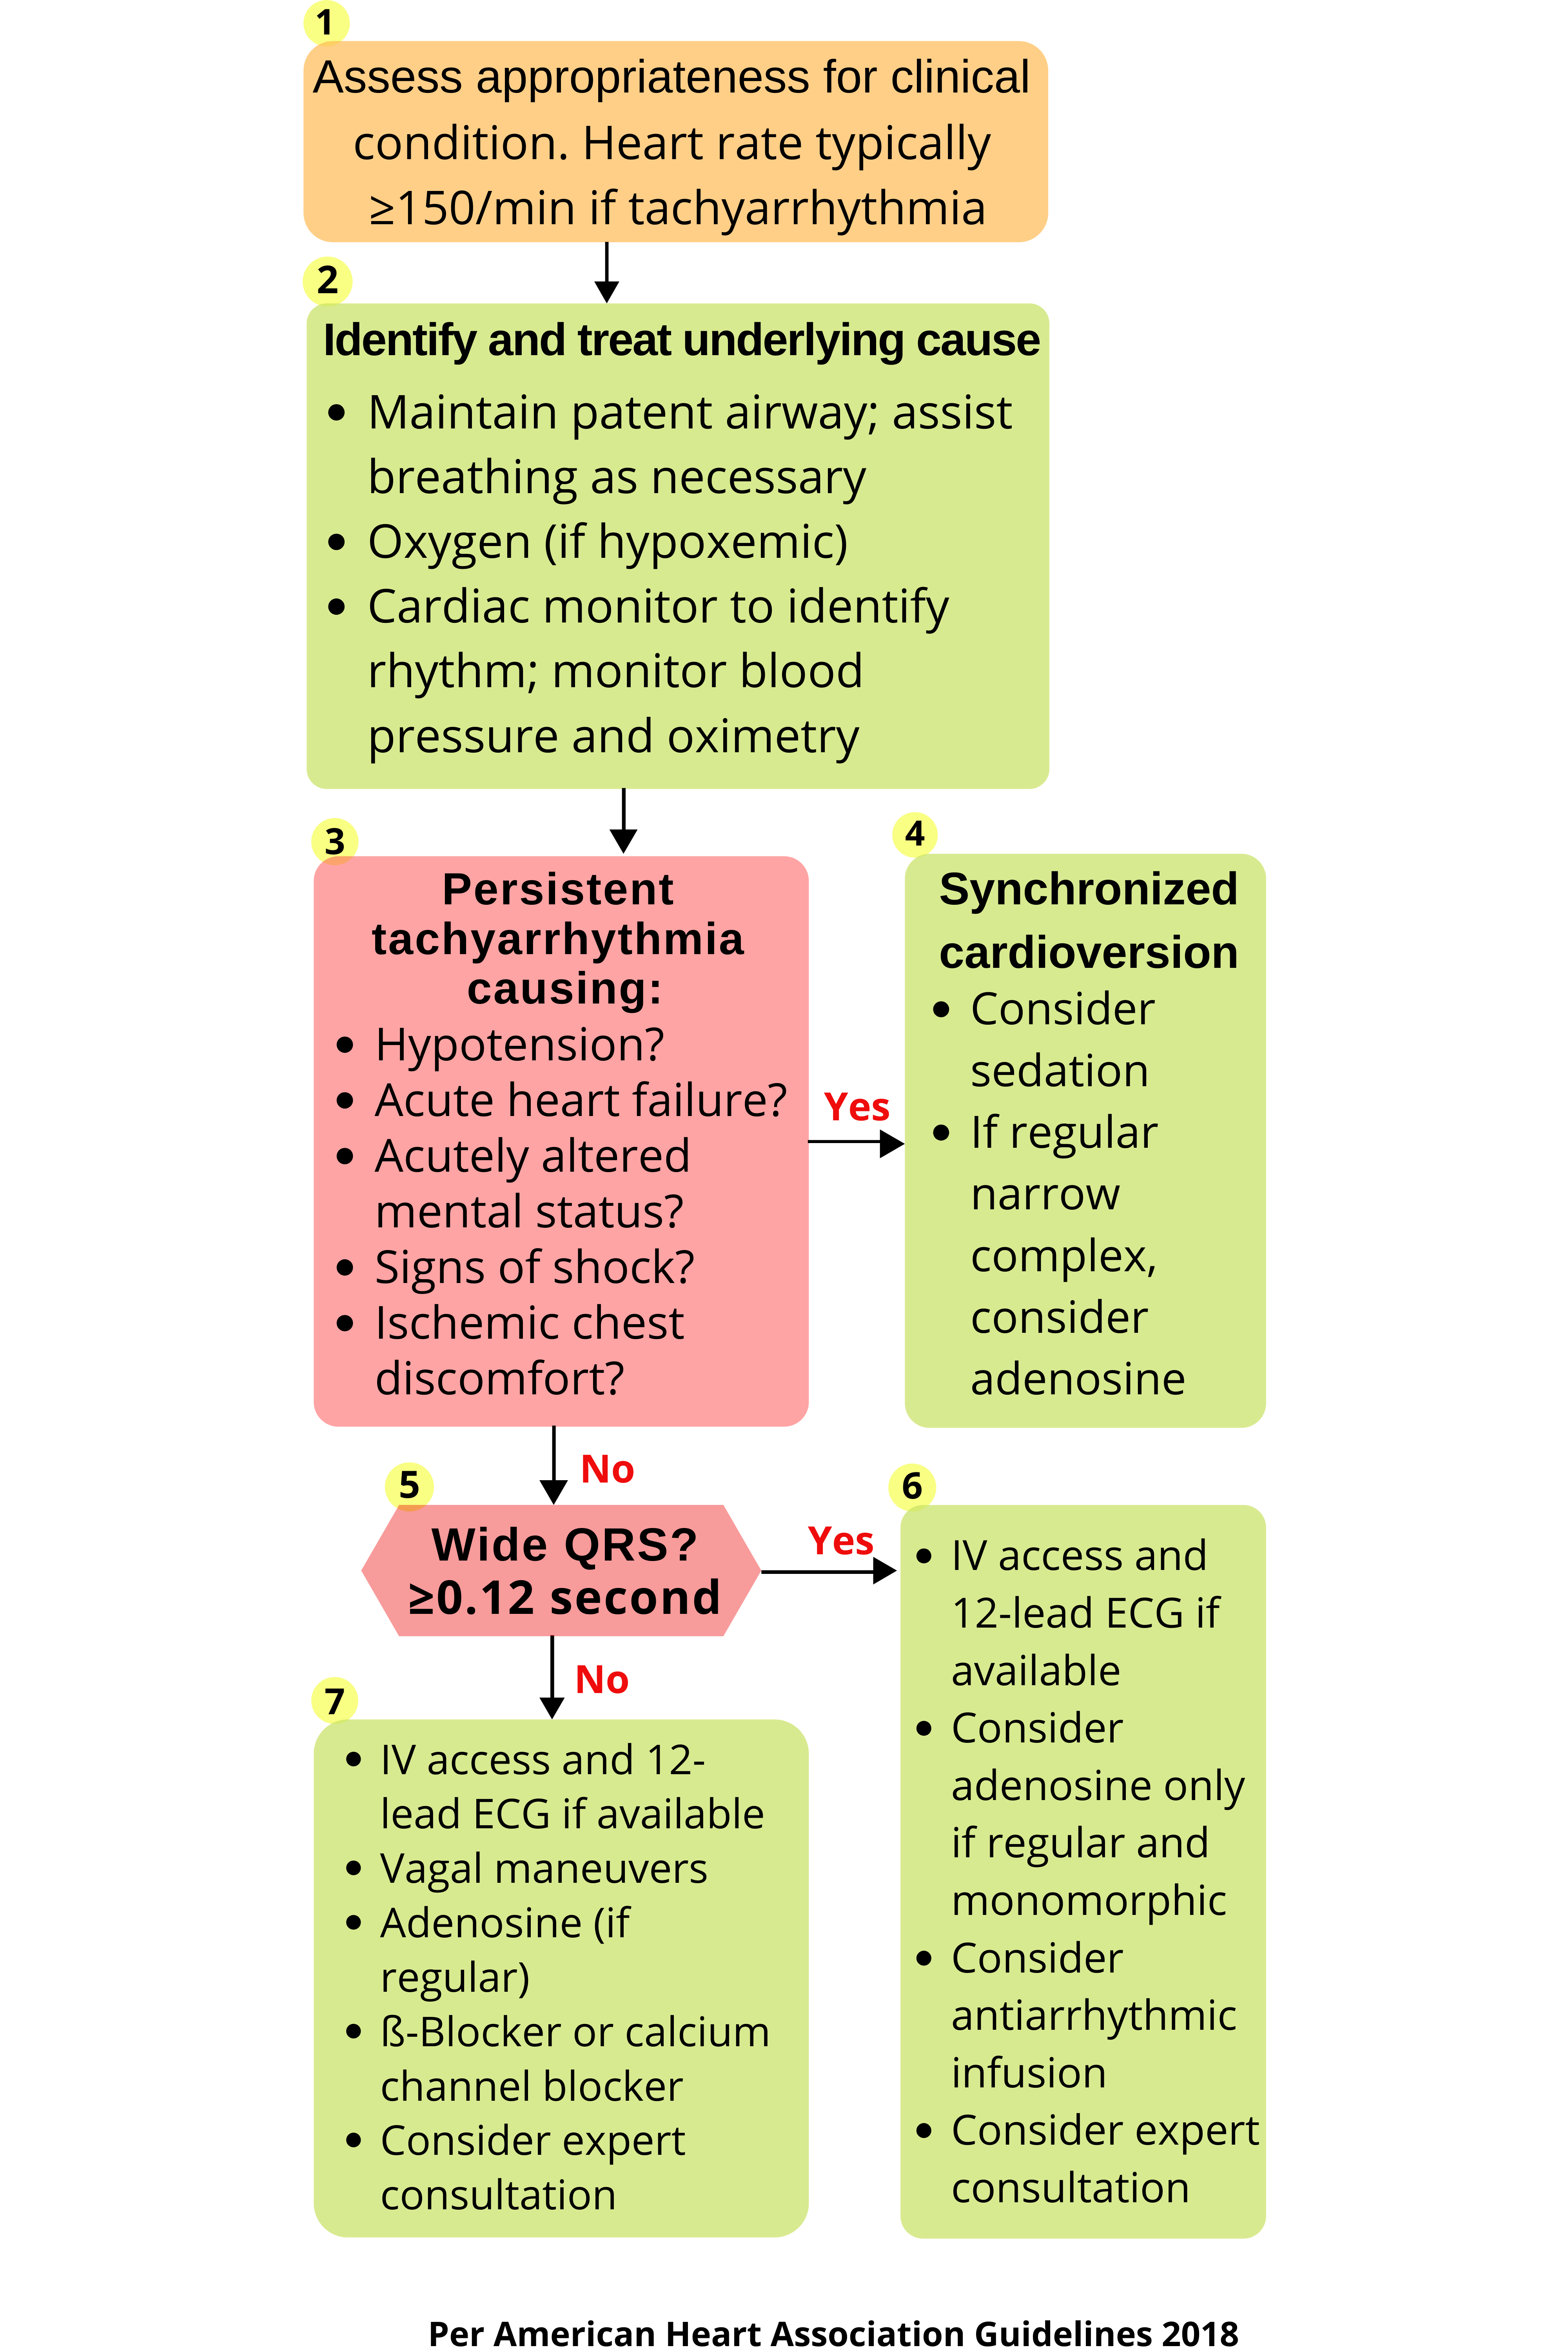 1
Assess appropriateness for clinical
condition. Heart rate typically
≥150/min if tachyarrhythmia
2
Identify and treat underlying cause
• Maintain patent airway; assist
breathing as necessary
• Oxygen (if hypoxemic)
• Cardiac monitor to identify
rhythm; monitor blood
pressure and oximetry
3
Persistent
tachyarrhythmia
causing:
• Hypotension?
• Acute heart failure?
• Acutely altered
mental status?
• Signs of shock?
• Ischemic chest
discomfort?
Yes
4
Synchronized
cardioversion
• Consider
sedation
• If regular
narrow
complex,
consider
adenosine
No
5
Wide QRS?
≥0.12 second
Yes
6
• IV access and
12-lead ECG if
available
• Consider
adenosine only
if regular and
monomorphic
• Consider
antiarrhythmic
infusion
• Consider expert
consultation
No
7
• IV access and 12-
lead ECG if available
• Vagal maneuvers
• Adenosine (if
regular)
• ß-Blocker or calcium
channel blocker
• Consider expert
consultation
Per American Heart Association Guidelines 2018